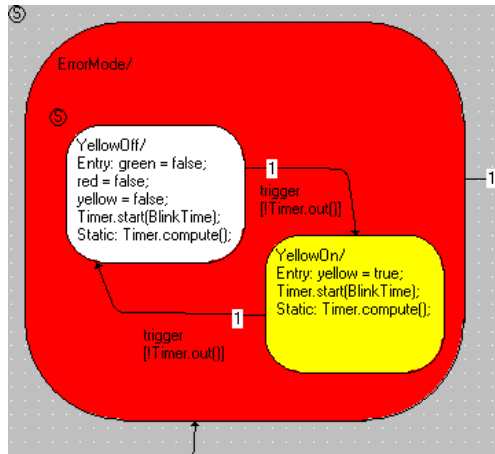 S
ErrorMode/
S
YellowOff/
Entry: green = false;
red = false;
yellow = false;
Timer.start(BlinkTime);
Static: Timer.compute();
1
trigger
[!Timer.out()]
1
YellowOn/
Entry: yellow = true;
Timer.start(BlinkTime);
Static: Timer.compute();
1
trigger
[!Timer.out()]